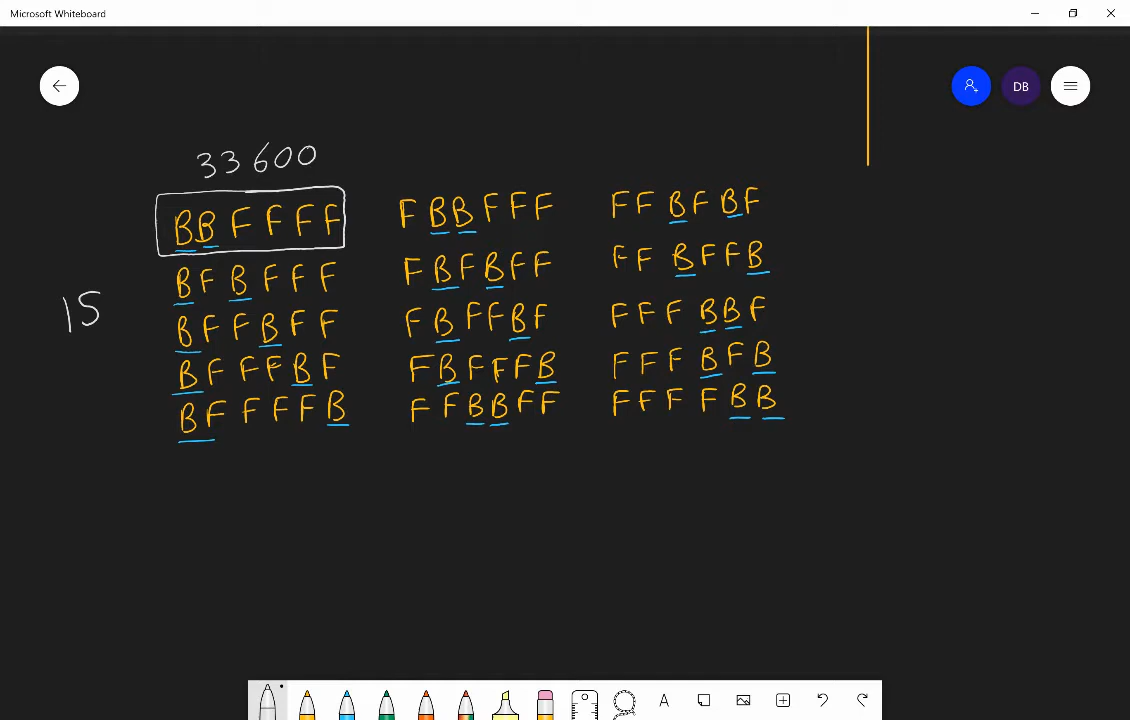 Microsoft Whiteboard
DB
33600
BBFFFF
BFBFFF
BFFBFF
BFFFBF
BFFFFB
15
FBBFFF
FBFBFF
FBFFBF
FBFFFB
FFBBFF
FFBFBF
FFBFFB
FFFBBF
FFFBFB
FFFFBB
A